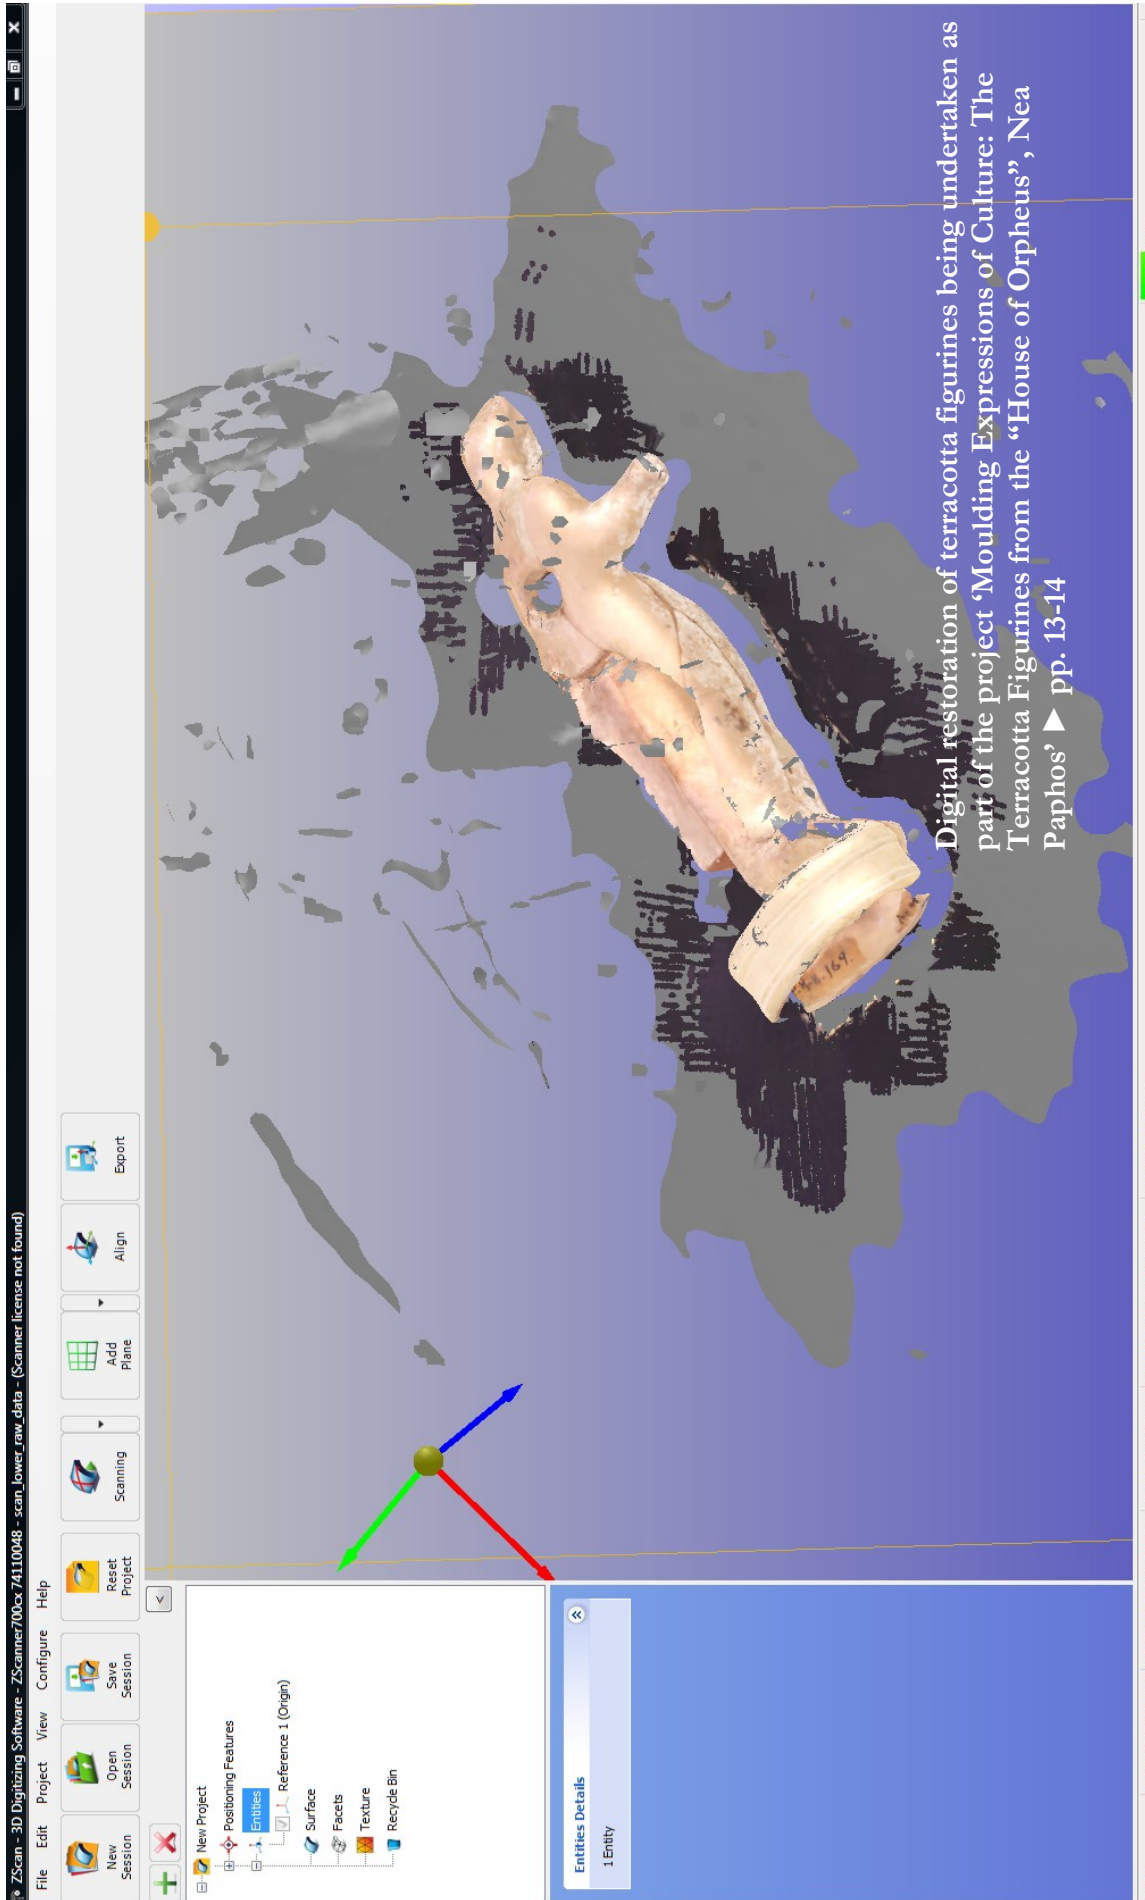 ZScan - 3D Digitizing Software - ZScanner700cx 74110048 - scan_lower_raw_data - (Scanner license not found)
File Edit Project View Configure Help
New Session
Open Session
Save Session
Reset Project
Scanning
Add Plane
Align
Export
New Project
Positioning Features
Entities
Reference 1 (Origin)
Surface
Facets
Texture
Recycle Bin
Entities Details
1 Entity
Digital restoration of terracotta figurines being undertaken as
part of the project ‘Moulding Expressions of Culture: The
Terracotta Figurines from the “House of Orpheus”, Nea
Paphos’ ► pp. 13-14